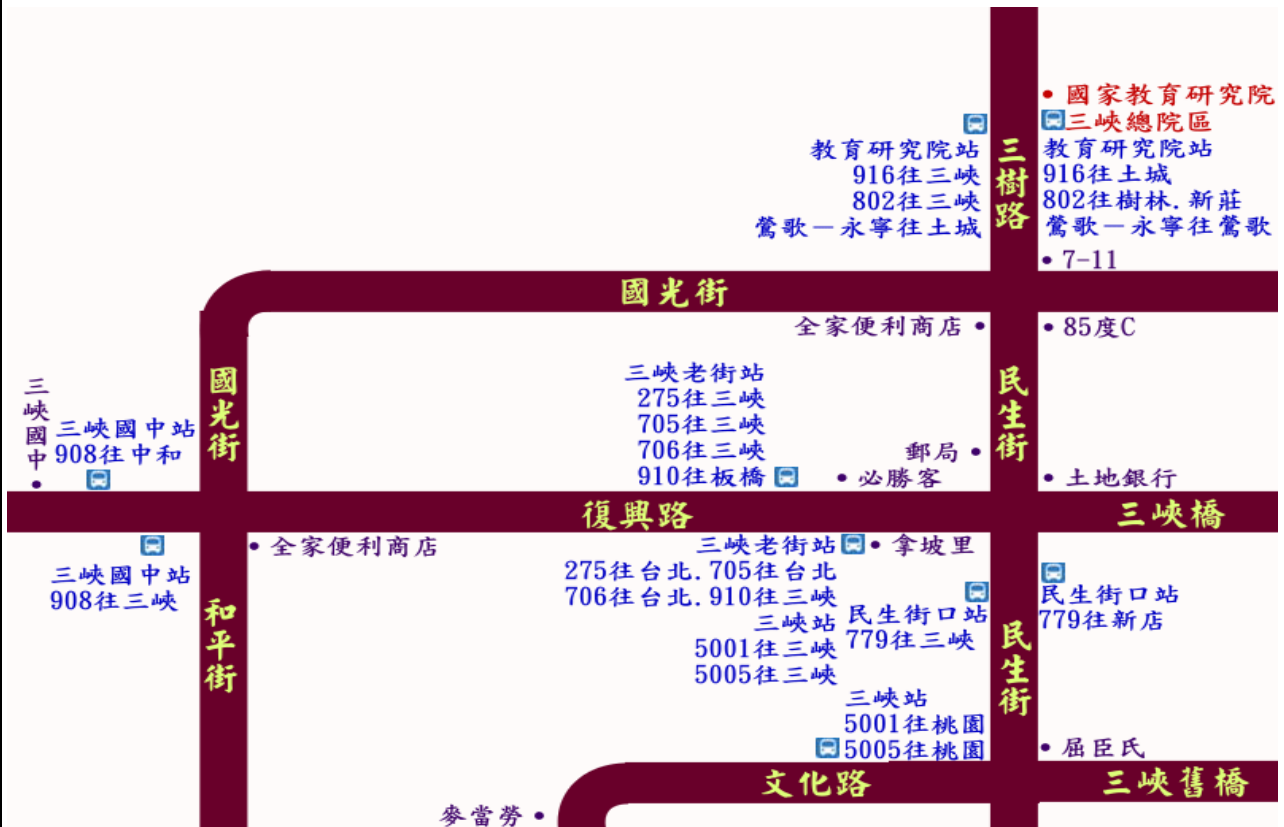 • 國家教育研究院
三峽總院區
教育研究院站
916往三峽
802往三峽
鶯歌－永寧往土城
三樹路
教育研究院站
916往土城
802往樹林.新莊
鶯歌－永寧往鶯歌
• 7-11
國光街
全家便利商店 •
• 85度C
三峽國中 •
三峽國中站
908往中和
國光街
三峽老街站
275往三峽
705往三峽
706往三峽
910往板橋
郵局 •
• 必勝客
民生街
• 土地銀行
復興路
三峽橋
三峽國中站
908往三峽
• 全家便利商店
和平街
三峽老街站
• 拿坡里
275往台北.705往台北
706往台北.910往三峽
三峽站
5001往三峽
5005往三峽
民生街口站
779往三峽
三峽站
5001往桃園
5005往桃園
民生街
民生街口站
779往新店
• 屈臣氏
文化路
三峽舊橋
麥當勞 •